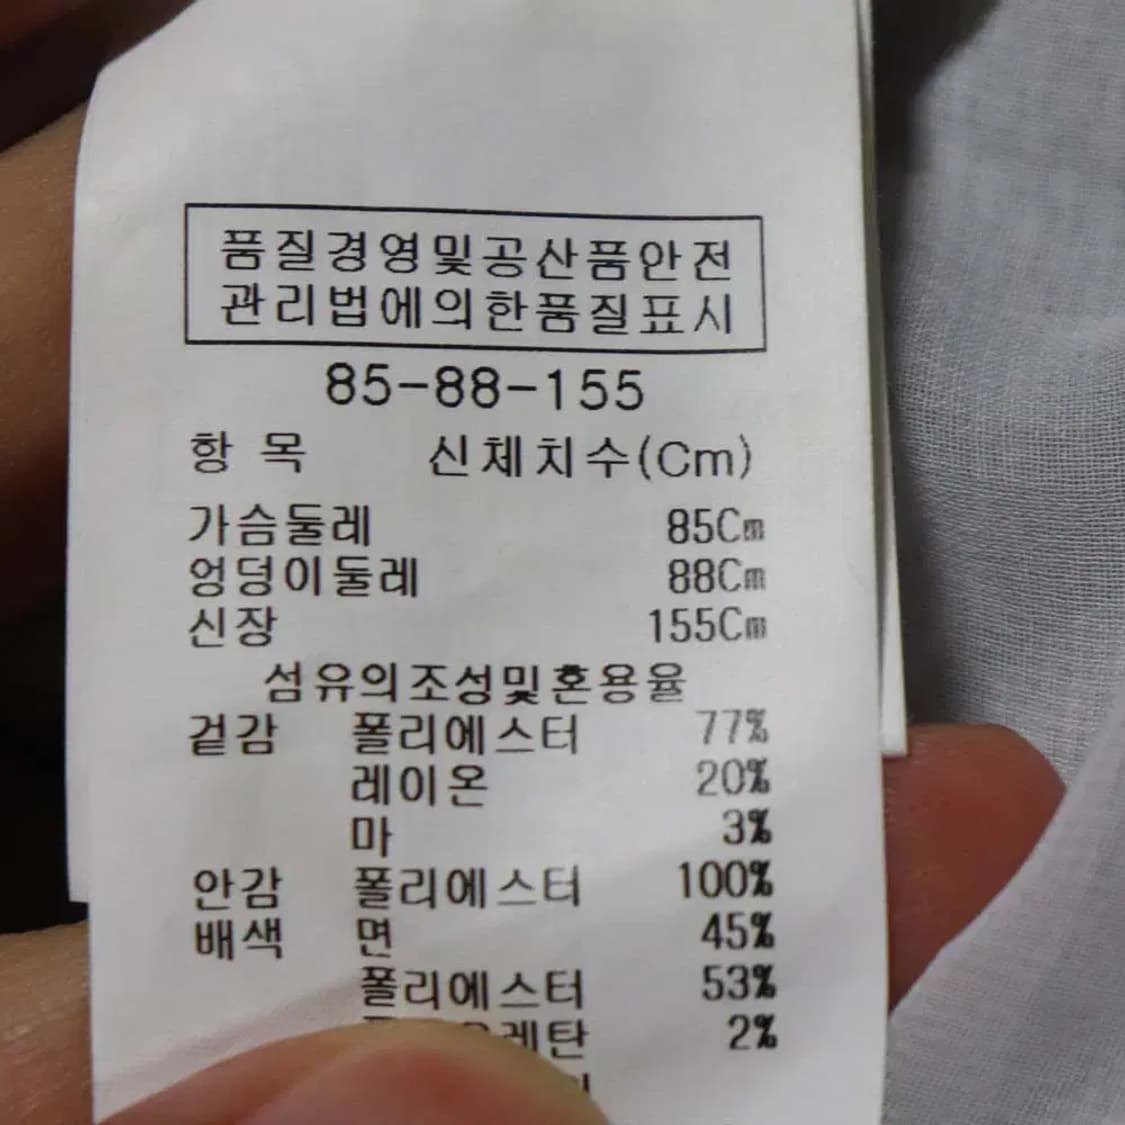 품질경영및공산품안전
관리법에의한품질표시
85-88-155
항 목 신체치수(Cm)
가슴둘레 85Cm
엉덩이둘레 88Cm
신장 155Cm
섬유의조성및혼용율
겉감 폴리에스터 77%
레이온 20%
마 3%
안감 폴리에스터 100%
배색 면 45%
폴리에스터 53%
2%